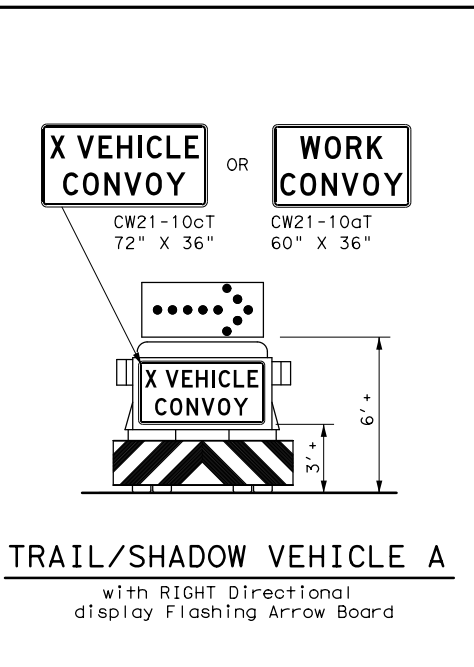 X VEHICLE
CONVOY
OR
WORK
CONVOY
CW21-10cT
72" X 36"
CW21-10aT
60" X 36"
X VEHICLE
CONVOY
6'+
3'+
TRAIL/SHADOW VEHICLE A
with RIGHT Directional
display Flashing Arrow Board